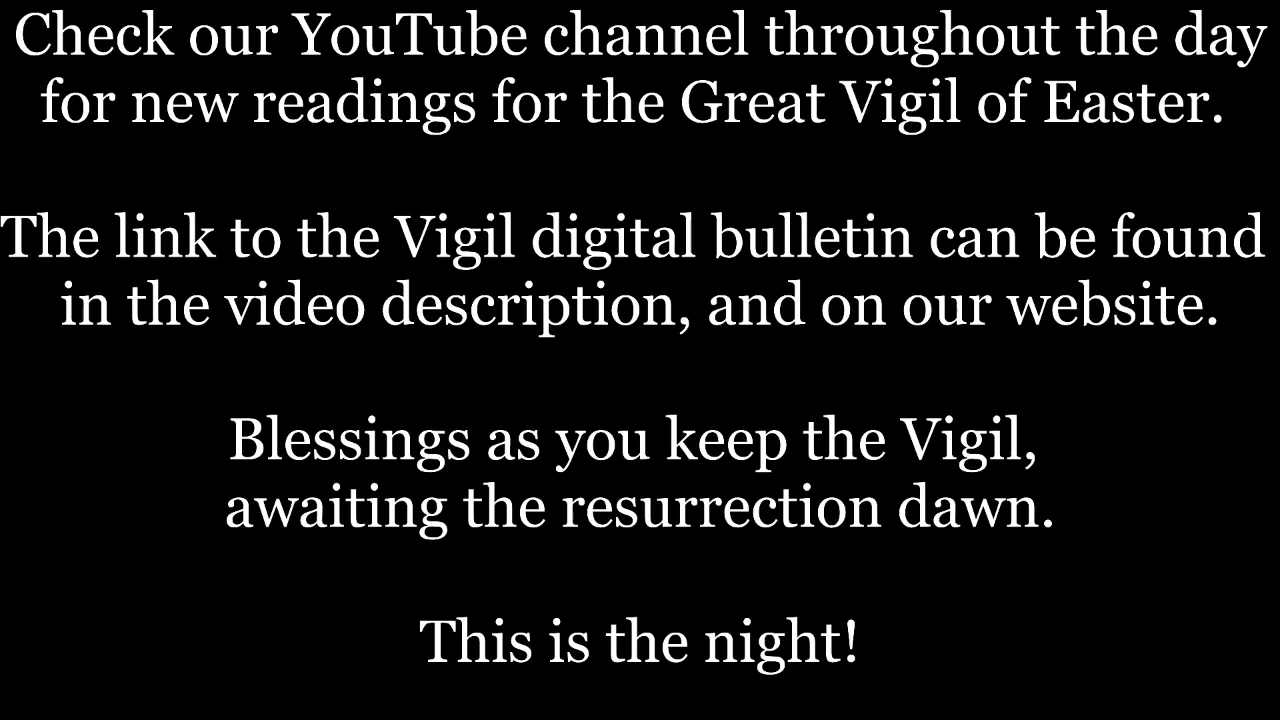 Check our YouTube channel throughout the day
for new readings for the Great Vigil of Easter.
The link to the Vigil digital bulletin can be found
in the video description, and on our website.
Blessings as you keep the Vigil,
awaiting the resurrection dawn.
This is the night!